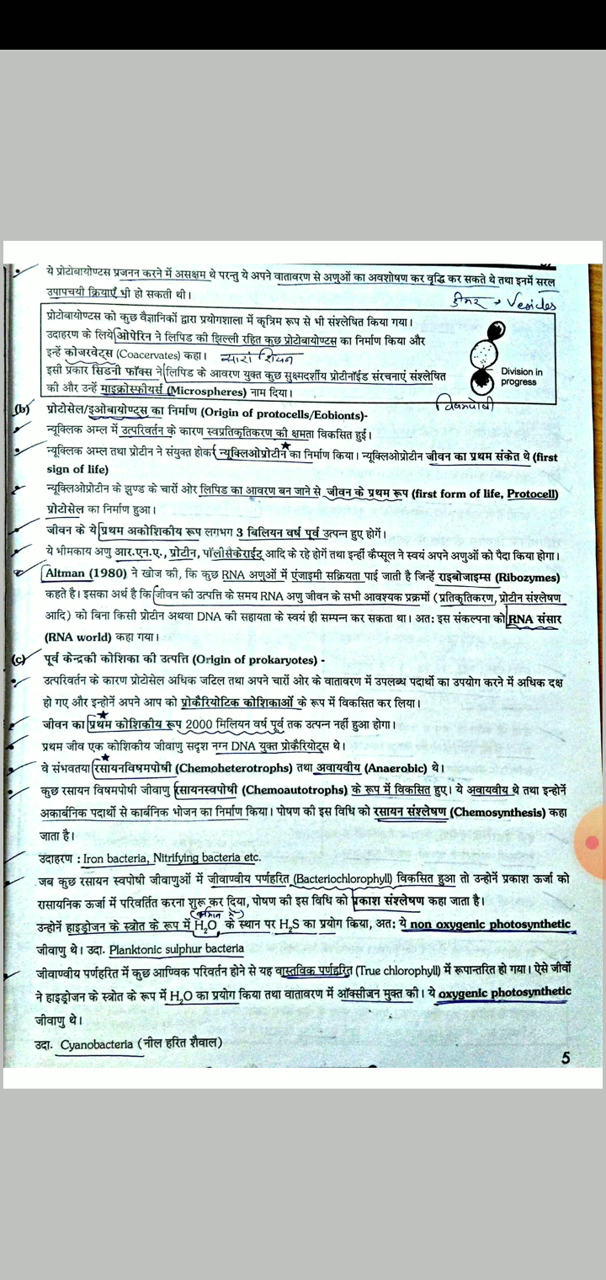 ये प्रोटोबायोण्टस प्रजनन करने में असक्षम थे परन्तु ये अपने वातावरण से अणुओं का अवशोषण कर वृद्धि कर सकते थे तथा इनमें सरल
उपापचयी क्रियाएँ भी हो सकती थी।
Vesicles
प्रोटोबायोण्टस को कुछ वैज्ञानिकों द्वारा प्रयोगशाला में कृत्रिम रूप से भी संश्लेषित किया गया।
उदाहरण के लिये ओपेरिन ने लिपिड की झिल्ली रहित कुछ प्रोटोबायोण्टस का निर्माण किया और
इन्हें कोजरवेट्स (Coacervates) कहा।
इसी प्रकार सिडनी फॉक्स ने लिपिड के आवरण युक्त कुछ सुक्ष्मदर्शीय प्रोटीनॉईड संरचनाएं संश्लेषित
की और उन्हें माइक्रोस्फीयर्स (Microspheres) नाम दिया।
Division in
progress
(b) प्रोटोसेल/इओबायोण्ट्स का निर्माण (Origin of protocells/Eobionts)-
न्यूक्लिक अम्ल में उत्परिवर्तन के कारण स्वप्रतिकृतिकरण की क्षमता विकसित हुई।
न्यूक्लिक अम्ल तथा प्रोटीन ने संयुक्त होकर न्यूक्लिओप्रोटीन का निर्माण किया। न्यूक्लिओप्रोटीन जीवन का प्रथम संकेत थे (first
sign of life)
न्यूक्लिओप्रोटीन के झुण्ड के चारों ओर लिपिड का आवरण बन जाने से जीवन के प्रथम रूप (first form of life, Protocell)
प्रोटोसेल का निर्माण हुआ।
जीवन के ये प्रथम अकोशिकीय रूप लगभग 3 बिलियन वर्ष पूर्व उत्पन्न हुए होगें।
ये भीमकाय अणु आर.एन.ए., प्रोटीन, पॉलीसेकेराईट् आदि के रहे होगें तथा इन्हीं कैप्सूल ने स्वयं अपने अणुओं को पैदा किया होगा।
Altman (1980) ने खोज की, कि कुछ RNA अणुओं में एंजाइमी सक्रियता पाई जाती है जिन्हें राइबोजाइम्स (Ribozymes)
कहते है। इसका अर्थ है कि जीवन की उत्पत्ति के समय RNA अणु जीवन के सभी आवश्यक प्रक्रमों (प्रतिकृतिकरण, प्रोटीन संश्लेषण
आदि) को बिना किसी प्रोटीन अथवा DNA की सहायता के स्वयं ही सम्पन्न कर सकता था। अत: इस संकल्पना को RNA संसार
(RNA world) कहा गया।
(c) पूर्व केन्द्रकी कोशिका की उत्पत्ति (Origin of prokaryotes) -
उत्परिवर्तन के कारण प्रोटोसेल अधिक जटिल तथा अपने चारों ओर के वातावरण में उपलब्ध पदार्थो का उपयोग करने में अधिक दक्ष
हो गए और इन्होनें अपने आप को प्रोकैरियोटिक कोशिकाओं के रूप में विकसित कर लिया।
जीवन का प्रथम कोशिकीय रूप 2000 मिलियन वर्ष पूर्व तक उत्पन्न नहीं हुआ होगा।
प्रथम जीव एक कोशिकीय जीवाणु सदृश नग्न DNA युक्त प्रोकैरियोट्स थे।
वे संभवतया रसायनविषमपोषी (Chemoheterotrophs) तथा अवायवीय (Anaerobic) थे।
कुछ रसायन विषमपोषी जीवाणु रसायनस्वपोषी (Chemoautotrophs) के रूप में विकसित हुए। ये अवायवीय थे तथा इन्होनें
अकार्बनिक पदार्थो से कार्बनिक भोजन का निर्माण किया। पोषण की इस विधि को रसायन संश्लेषण (Chemosynthesis) कहा
जाता है।
उदाहरण : Iron bacteria, Nitrifying bacteria etc.
जब कुछ रसायन स्वपोषी जीवाणुओं में जीवाण्वीय पर्णहरित (Bacteriochlorophyll) विकसित हुआ तो उन्होनें प्रकाश ऊर्जा को
रासायनिक ऊर्जा में परिवर्तित करना शुरू कर दिया, पोषण की इस विधि को प्रकाश संश्लेषण कहा जाता है।
उन्होनें हाइड्रोजन के स्त्रोत के रूप में H₂O के स्थान पर H₂S का प्रयोग किया, अत: ये non oxygenic photosynthetic
जीवाणु थे। उदा. Planktonic sulphur bacteria
जीवाण्वीय पर्णहरित में कुछ आण्विक परिवर्तन होने से यह वास्तविक पर्णहरित (True chlorophyll) में रूपान्तरित हो गया। ऐसे जीवों
ने हाइड्रोजन के स्त्रोत के रूप में H₂O का प्रयोग किया तथा वातावरण में ऑक्सीजन मुक्त की। ये oxygenic photosynthetic
जीवाणु थे।
उदा. Cyanobacteria (नील हरित शैवाल)
5